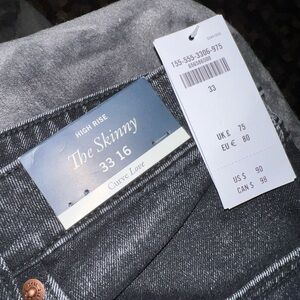 HIGH RISE
The Skinny
33 16
Curve Love
155-555-3306-975
33
UK £ 75
EU € 80
US $ 90
CAN $ 98